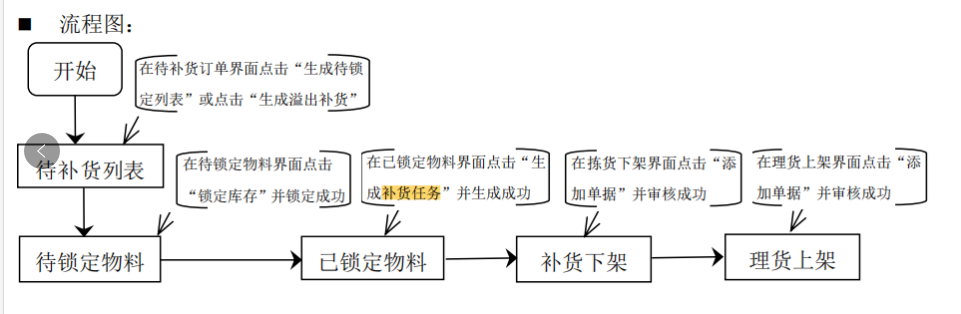 ■ 流程图：
开始
在待补货订单界面点击“生成待锁
定列表”或点击“生成溢出补货”
待补货列表
在待锁定物料界面点击
“锁定库存”并锁定成功
在已锁定物料界面点击“生
成补货任务”并生成成功
在拣货下架界面点击“添
加单据”并审核成功
在理货上架界面点击“添
加单据”并审核成功
待锁定物料
已锁定物料
补货下架
理货上架